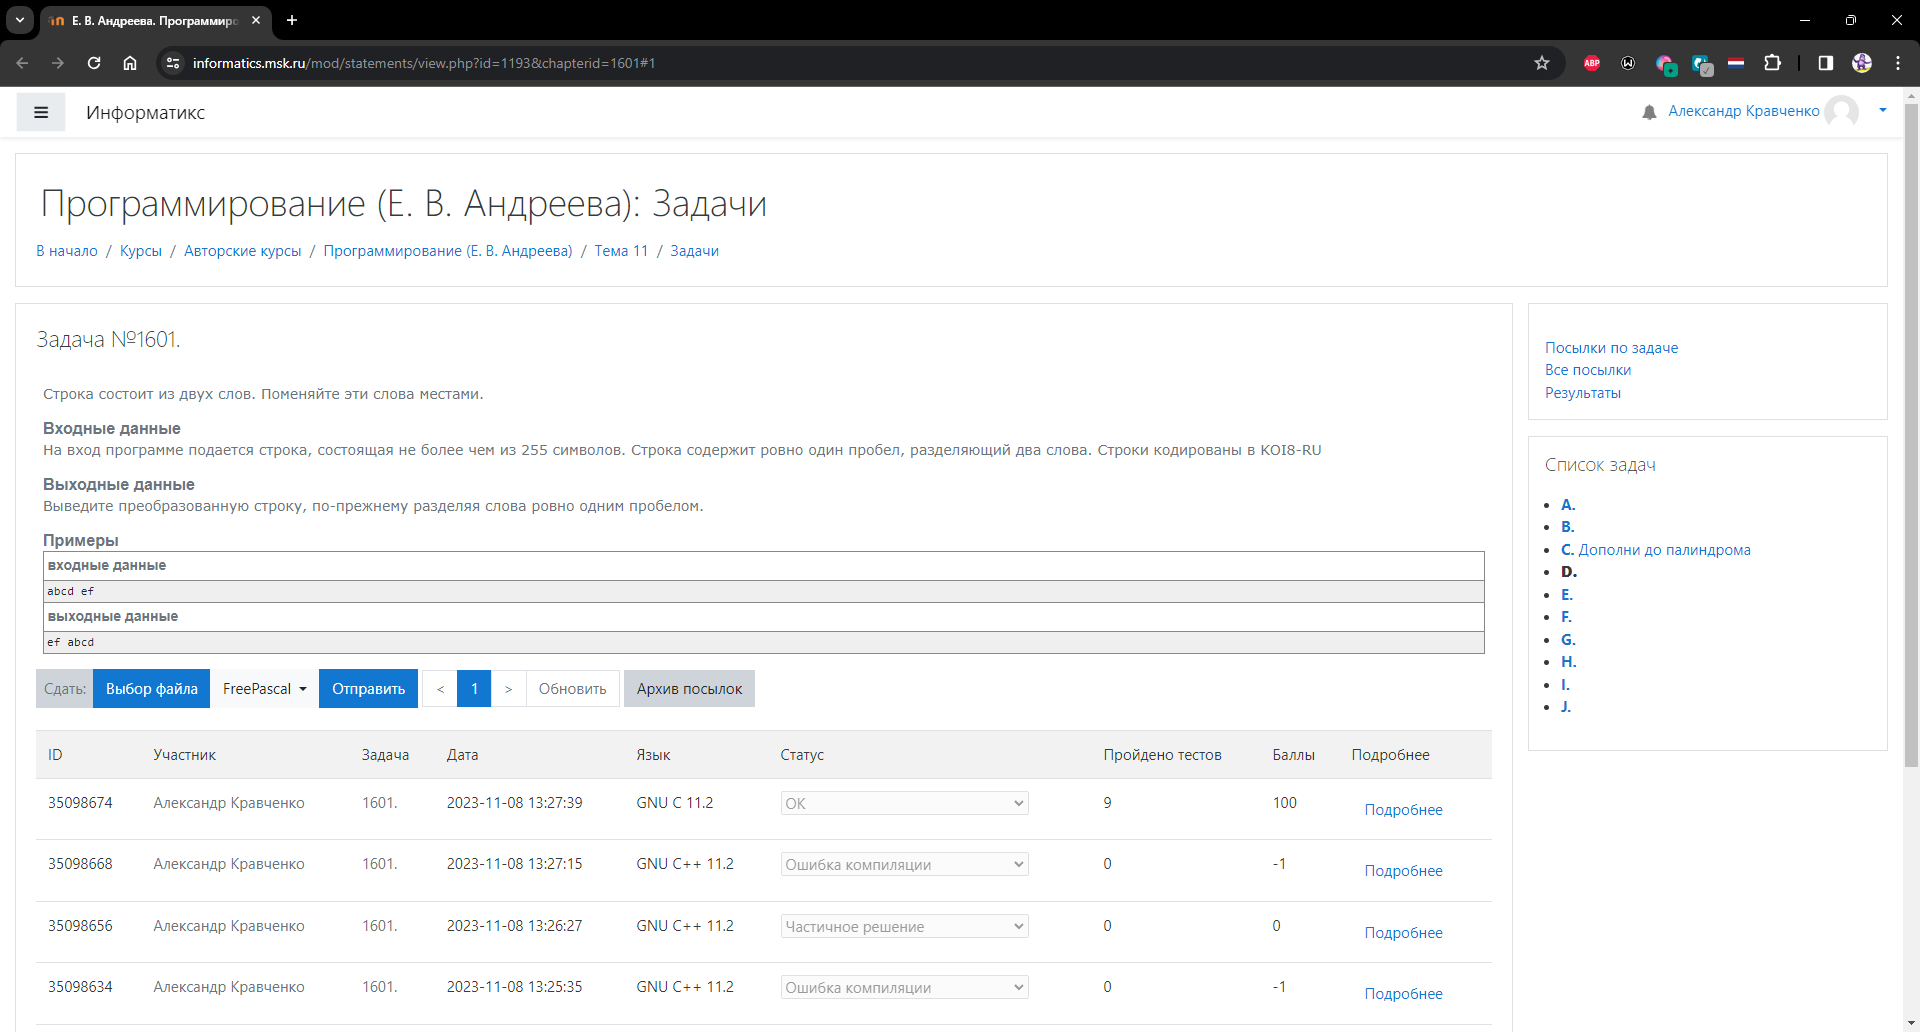 Е. В. Андреева. Программиро
informatics.msk.ru/mod/statements/view.php?id=1193&chapterid=1601#1
ABP
Информатикс
Александр Кравченко
Программирование (Е. В. Андреева): Задачи
В начало / Курсы / Авторские курсы / Программирование (Е. В. Андреева) / Тема 11 / Задачи
Задача №1601.
Строка состоит из двух слов. Поменяйте эти слова местами.
Входные данные
На вход программе подается строка, состоящая не более чем из 255 символов. Строка содержит ровно один пробел, разделяющий два слова. Строки кодированы в KOI8-RU
Выходные данные
Выведите преобразованную строку, по-прежнему разделяя слова ровно одним пробелом.
Примеры
входные данные
abcd ef
выходные данные
ef abcd
Сдать: Выбор файла FreePascal Отправить < 1 > Обновить Архив посылок
ID Участник Задача Дата Язык Статус Пройдено тестов Баллы Подробнее
35098674 Александр Кравченко 1601. 2023-11-08 13:27:39 GNU C 11.2 OK 9 100 Подробнее
35098668 Александр Кравченко 1601. 2023-11-08 13:27:15 GNU C++ 11.2 Ошибка компиляции 0 -1 Подробнее
35098656 Александр Кравченко 1601. 2023-11-08 13:26:27 GNU C++ 11.2 Частичное решение 0 0 Подробнее
35098634 Александр Кравченко 1601. 2023-11-08 13:25:35 GNU C++ 11.2 Ошибка компиляции 0 -1 Подробнее
Посылки по задаче
Все посылки
Результаты
Список задач
A.
B.
C. Дополни до палиндрома
D.
E.
F.
G.
H.
I.
J.